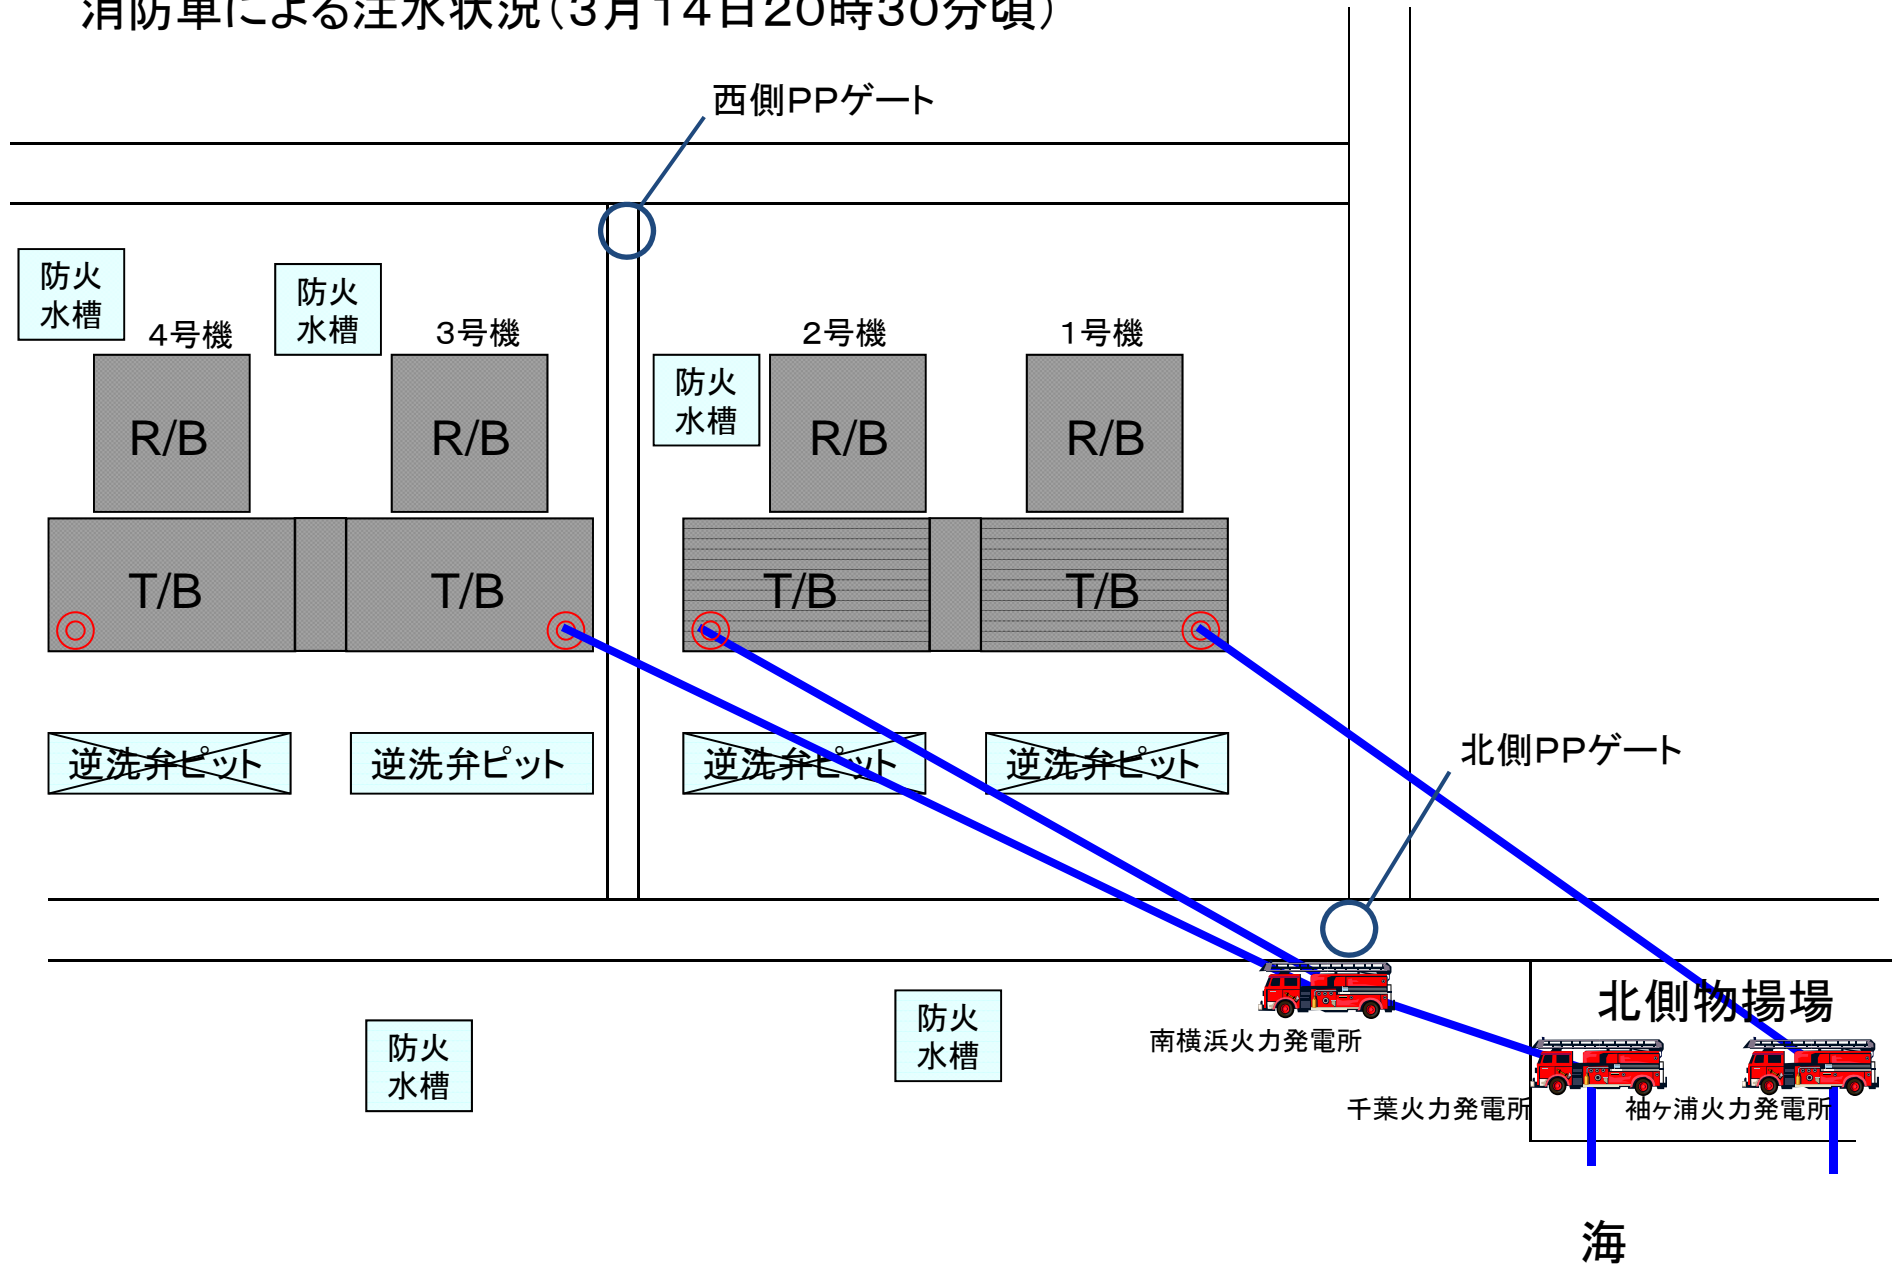 消防車による注水状況(3月14日20時30分頃)
西側PPゲート
防火
水槽
4号機
防火
水槽
3号機
2号機
1号機
防火
水槽
R/B
R/B
R/B
R/B
T/B
T/B
T/B
T/B
逆洗弁ピット
逆洗弁ピット
逆洗弁ピット
逆洗弁ピット
北側PPゲート
北側物揚場
防火
水槽
防火
水槽
南横浜火力発電所
千葉火力発電所
袖ヶ浦火力発電所
海